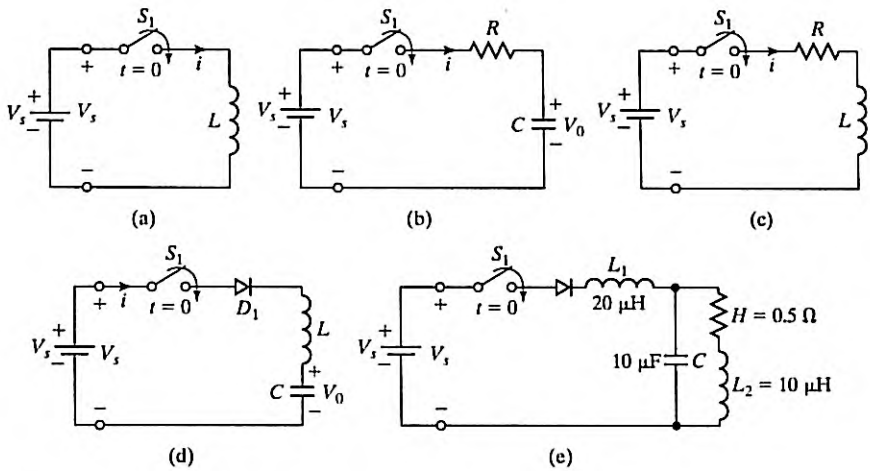 S₁
+
t = 0
i
+
Vₛ
−
Vₛ
L
−
(a)
S₁
R
+
t = 0
i
+
Vₛ
−
Vₛ
+
C
V₀
−
−
(b)
S₁
R
+
t = 0
i
+
Vₛ
−
Vₛ
L
−
(c)
S₁
+
i
t = 0
D₁
+
Vₛ
−
Vₛ
L
+
C
V₀
−
−
(d)
S₁
L₁
+
t = 0
20 μH
H = 0.5 Ω
+
Vₛ
−
Vₛ
10 μF
C
L₂ = 10 μH
−
(e)